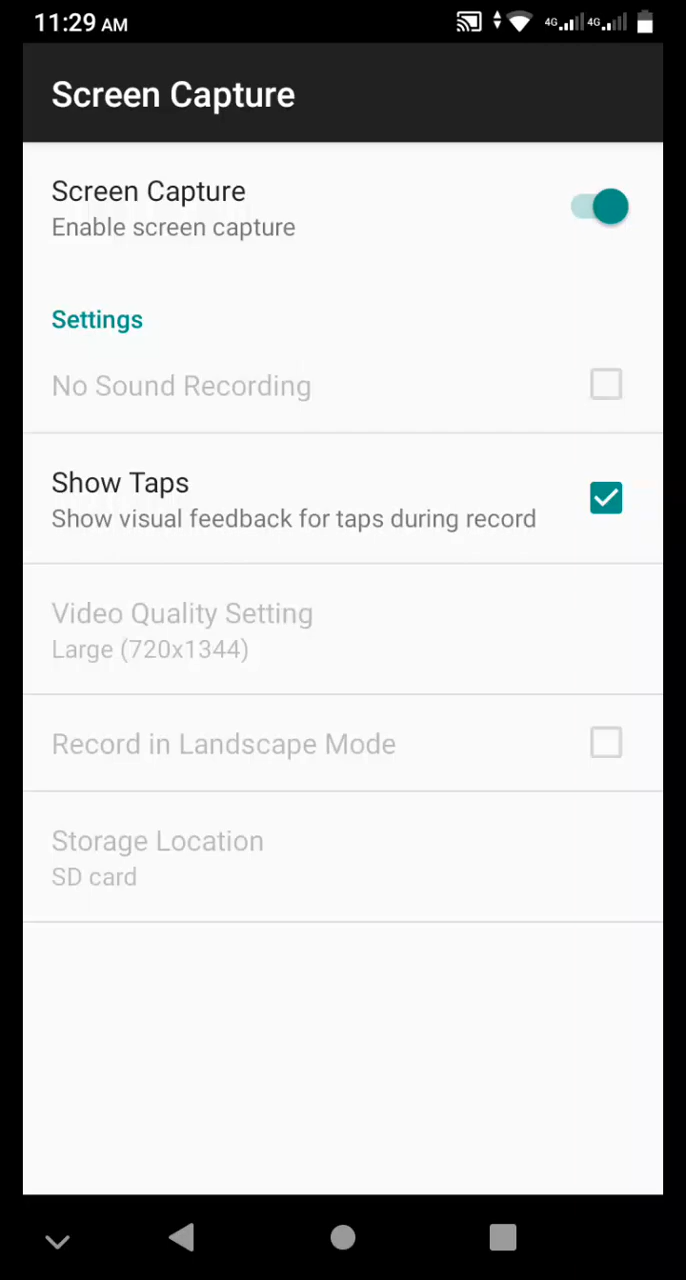 11:29 AM
4G 4G
Screen Capture
Screen Capture
Enable screen capture
Settings
No Sound Recording
Show Taps
Show visual feedback for taps during record
Video Quality Setting
Large (720x1344)
Record in Landscape Mode
Storage Location
SD card